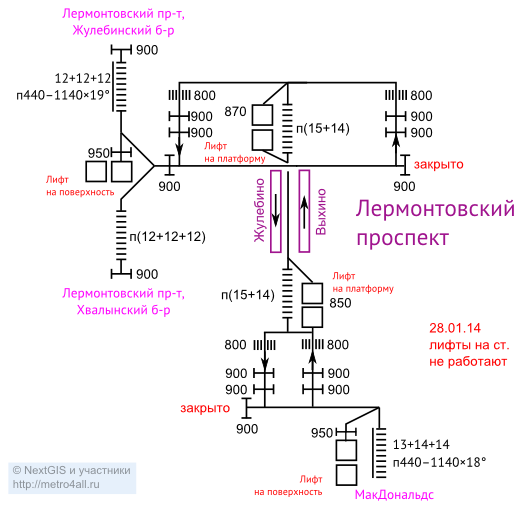 Лермонтовский пр-т,
Жулебинский б-р
900
12+12+12
п440–1140×19°
800
800
870
900
900
900
900
п(15+14)
950
Лифт
на платформу
Лифт
на поверхность
закрыто
900
900
Жулебино
Выхино
Лермонтовский
проспект
п(12+12+12)
900
Лермонтовский пр-т,
Хвалынский б-р
Лифт
на платформу
п(15+14)
850
28.01.14
лифты на ст.
не работают
800
800
900
900
900
900
закрыто
900
950
13+14+14
п440–1140×18°
Лифт
на поверхность
МакДональдс
© NextGIS и участники
http://metro4all.ru